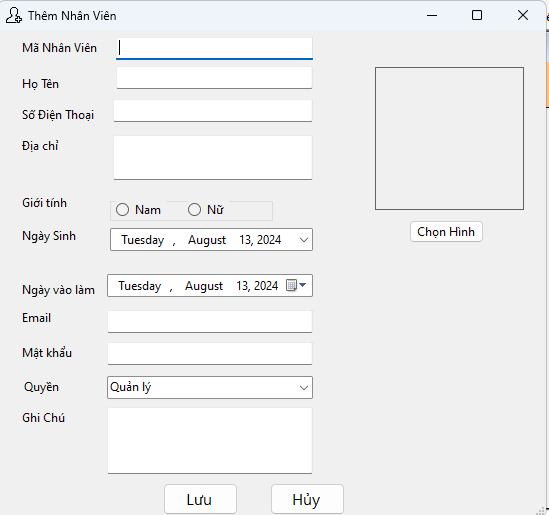 Thêm Nhân Viên
Mã Nhân Viên
Họ Tên
Số Điện Thoại
Địa chỉ
Giới tính
Nam Nữ
Ngày Sinh
Tuesday , August 13, 2024
Chọn Hình
Ngày vào làm
Tuesday , August 13, 2024
Email
Mật khẩu
Quyền
Quản lý
Ghi Chú
Lưu Hủy